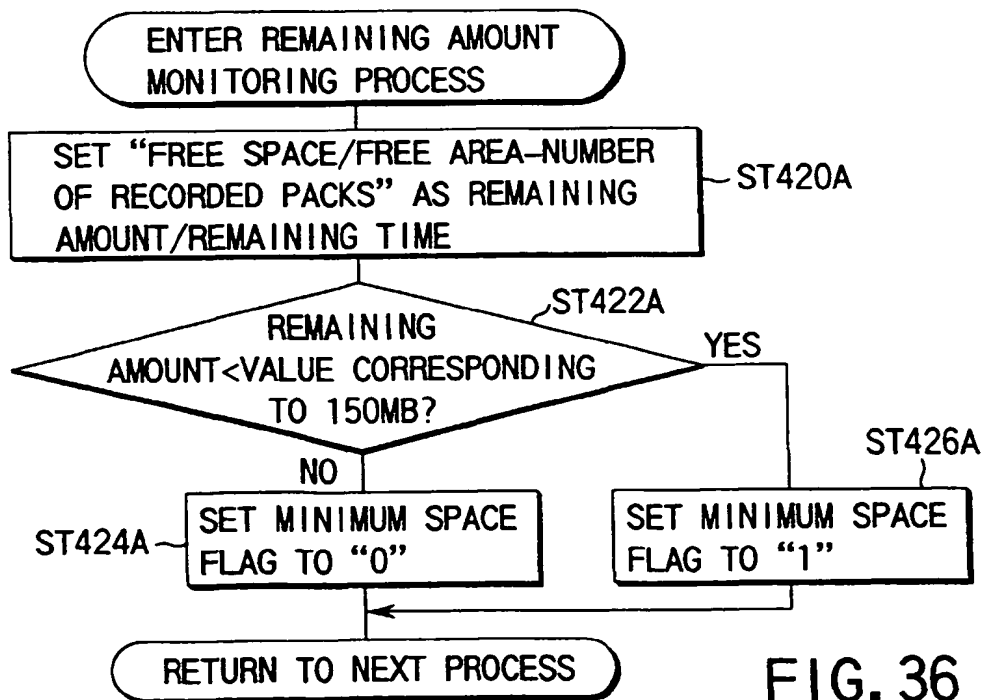 ENTER REMAINING AMOUNT
MONITORING PROCESS
SET “FREE SPACE/FREE AREA–NUMBER
OF RECORDED PACKS” AS REMAINING
AMOUNT/REMAINING TIME
ST420A
ST422A
REMAINING
AMOUNT<VALUE CORRESPONDING
TO 150MB?
YES
NO
ST426A
ST424A
SET MINIMUM SPACE
FLAG TO “0”
SET MINIMUM SPACE
FLAG TO “1”
RETURN TO NEXT PROCESS
FIG. 36